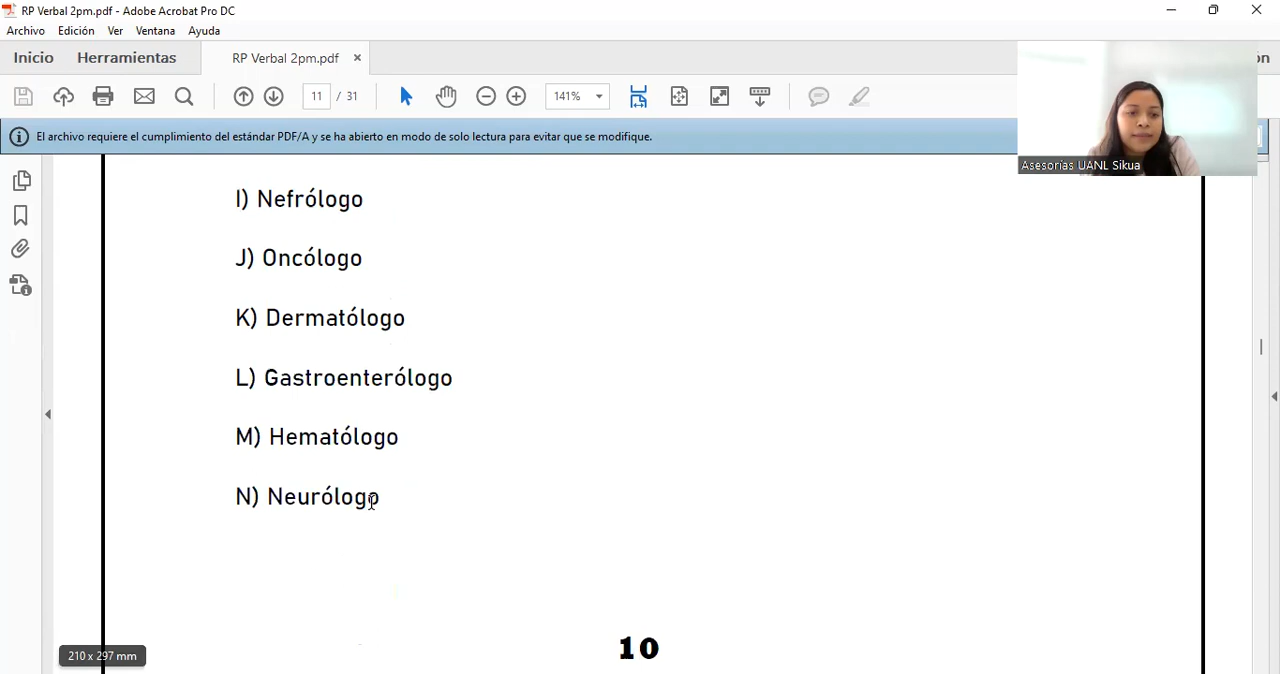 RP Verbal 2pm.pdf - Adobe Acrobat Pro DC
Archivo Edición Ver Ventana Ayuda
Inicio Herramientas RP Verbal 2pm.pdf ×
11 / 31 141%
El archivo requiere el cumplimiento del estándar PDF/A y se ha abierto en modo de solo lectura para evitar que se modifique.
Asesorías UANL Sikua
I) Nefrólogo
J) Oncólogo
K) Dermatólogo
L) Gastroenterólogo
M) Hematólogo
N) Neurólogo
10
210 x 297 mm